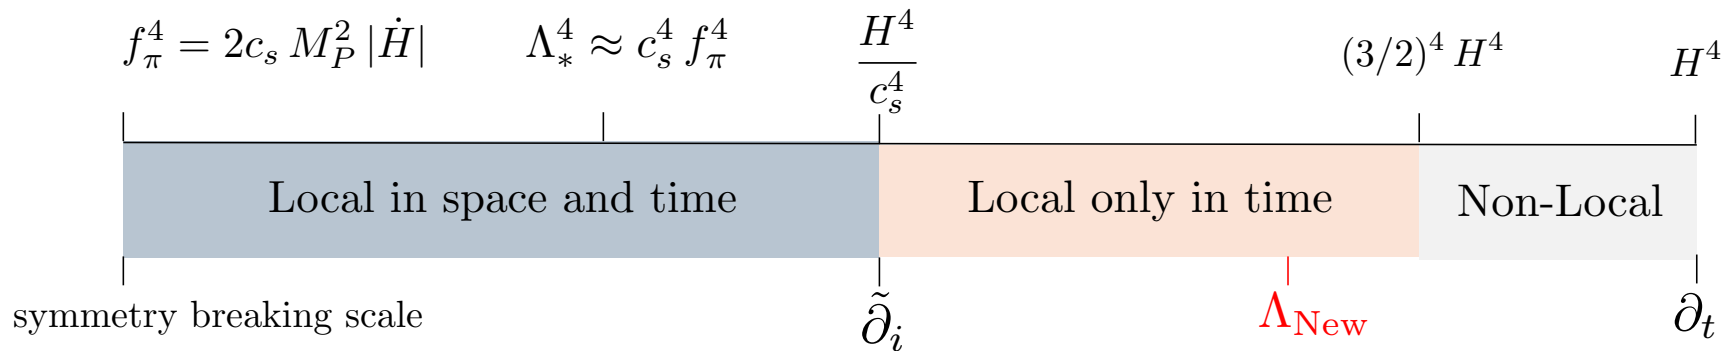 f_π^4 = 2c_s M_P^2 |Ḣ|
Λ_*^4 ≈ c_s^4 f_π^4
H^4
c_s^4
(3/2)^4 H^4
H^4
Local in space and time
Local only in time
Non-Local
symmetry breaking scale
∂̃_i
Λ_New
∂_t